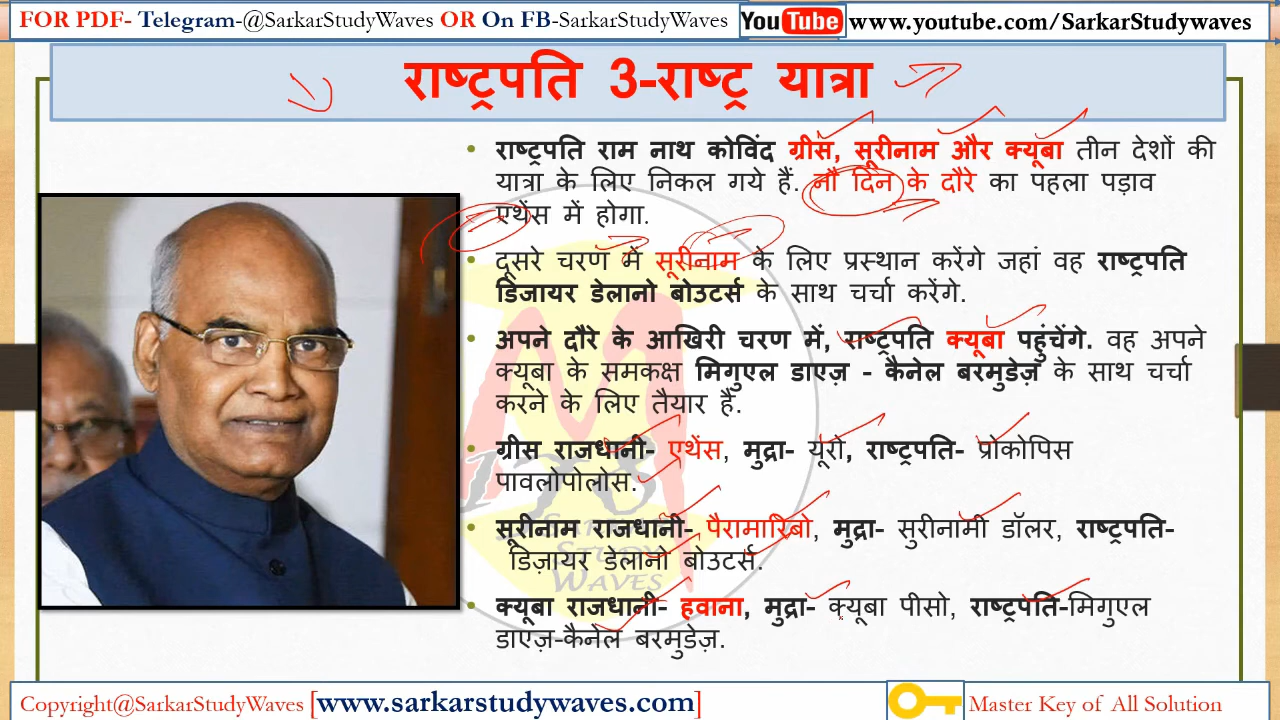 FOR PDF- Telegram-@SarkarStudyWaves OR On FB-SarkarStudyWaves
YouTube www.youtube.com/SarkarStudywaves
राष्ट्रपति 3-राष्ट्र यात्रा
• राष्ट्रपति राम नाथ कोविंद ग्रीस, सूरीनाम और क्यूबा तीन देशों की
यात्रा के लिए निकल गये हैं. नौ दिन के दौरे का पहला पड़ाव
एथेंस में होगा.
• दूसरे चरण में सूरीनाम के लिए प्रस्थान करेंगे जहां वह राष्ट्रपति
डिजायर डेलानो बोउटर्स के साथ चर्चा करेंगे.
• अपने दौरे के आखिरी चरण में, राष्ट्रपति क्यूबा पहुंचेंगे. वह अपने
क्यूबा के समकक्ष मिगुएल डाएज़ - कैनेल बरमुडेज़ के साथ चर्चा
करने के लिए तैयार हैं.
• ग्रीस राजधानी- एथेंस, मुद्रा- यूरो, राष्ट्रपति- प्रोकोपिस
पावलोपोलोस.
• सूरीनाम राजधानी- पैरामारिबो, मुद्रा- सुरीनामी डॉलर, राष्ट्रपति-
डिज़ायर डेलानो बोउटर्स.
• क्यूबा राजधानी- हवाना, मुद्रा- क्यूबा पीसो, राष्ट्रपति-मिगुएल
डाएज़-कैनेल बरमुडेज़.
SARKAR
STUDY
WAVES
Copyright@SarkarStudyWaves [www.sarkarstudywaves.com]
Master Key of All Solution